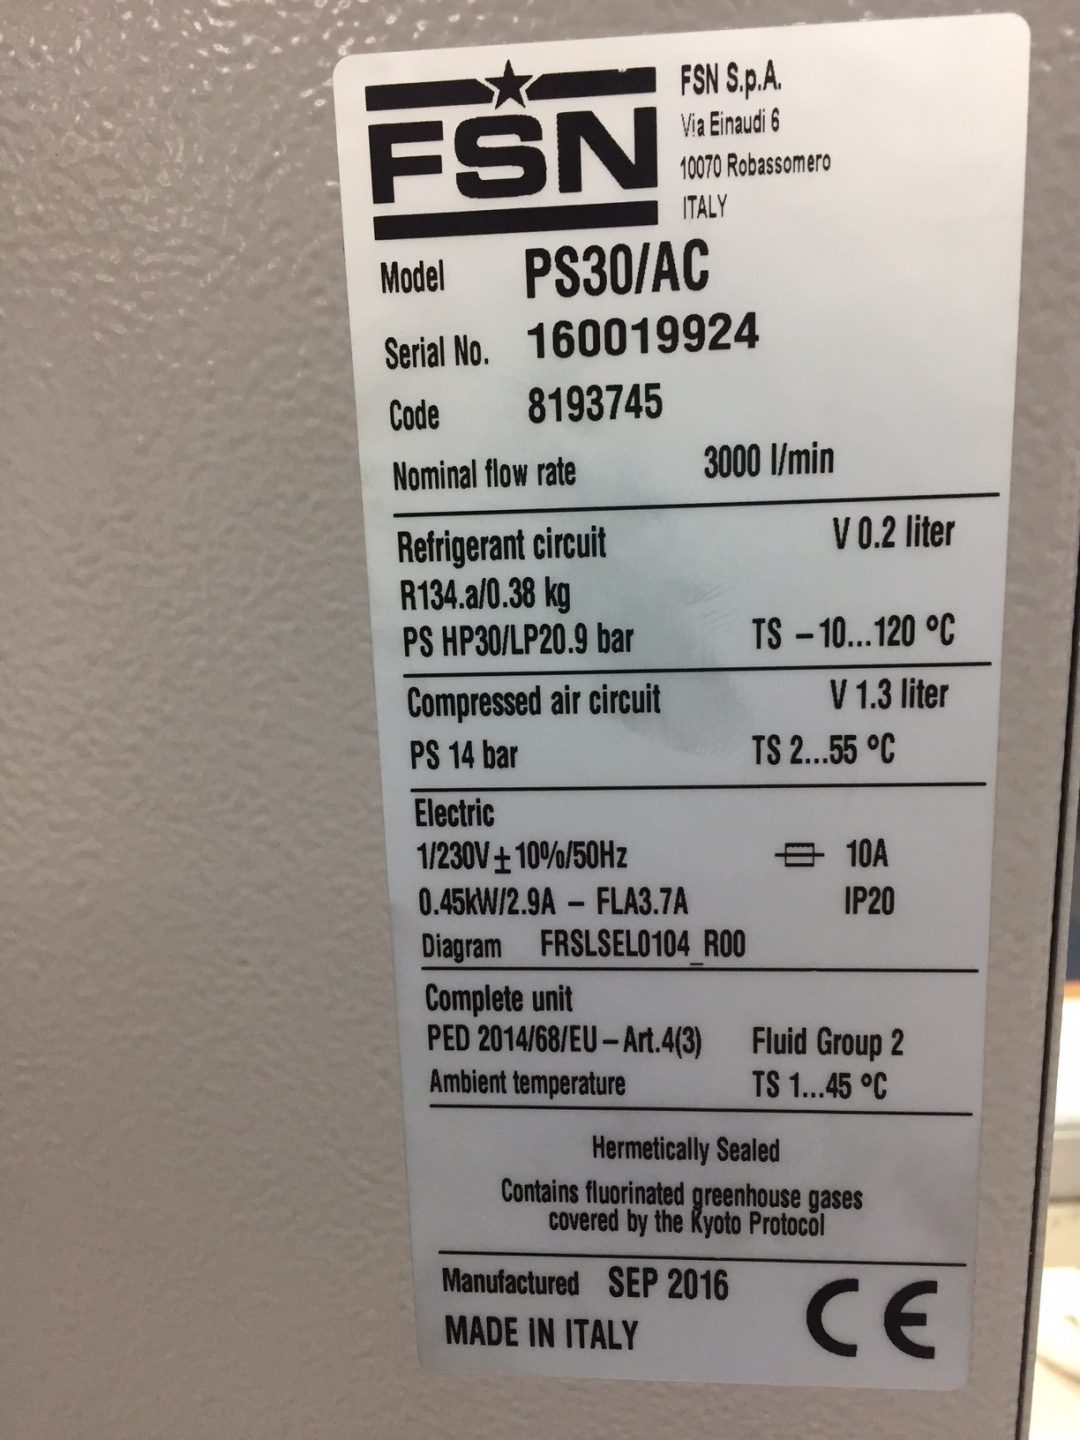 FSN
FSN S.p.A.
Via Einaudi 6
10070 Robassomero
ITALY
Model PS30/AC
Serial No. 160019924
Code 8193745
Nominal flow rate 3000 l/min
Refrigerant circuit V 0.2 liter
R134.a/0.38 kg
PS HP30/LP20.9 bar TS –10...120 °C
Compressed air circuit V 1.3 liter
PS 14 bar TS 2...55 °C
Electric
1/230V±10%/50Hz 10A
0.45kW/2.9A – FLA3.7A IP20
Diagram FRSLSEL0104_R00
Complete unit
PED 2014/68/EU–Art.4(3) Fluid Group 2
Ambient temperature TS 1...45 °C
Hermetically Sealed
Contains fluorinated greenhouse gases
covered by the Kyoto Protocol
Manufactured SEP 2016
MADE IN ITALY CE